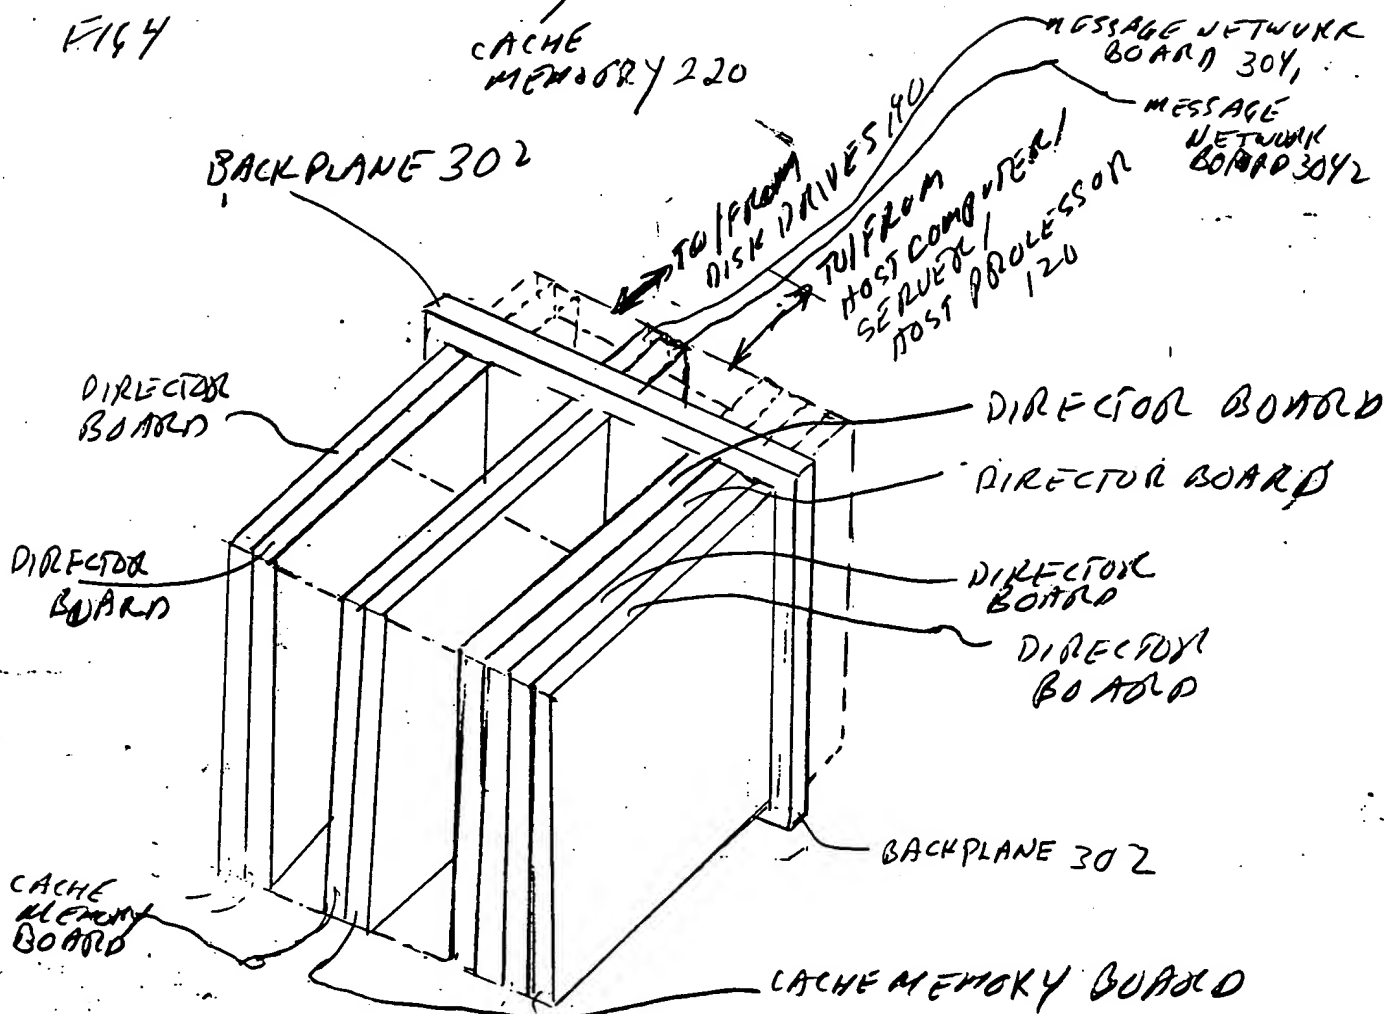 FIG 4
CACHE
MEMORY 220
MESSAGE NETWORK
BOARD 304,
MESSAGE
NETWORK
BOARD 3042
BACKPLANE 302
TO/FROM
DISK DRIVES 140
TO/FROM
HOST COMPUTER/
SERVER/
HOST PROCESSOR
120
DIRECTOR
BOARD
DIRECTOR BOARD
DIRECTOR BOARD
DIRECTOR
BOARD
DIRECTOR
BOARD
DIRECTOR
BOARD
BACKPLANE 302
CACHE
MEMORY
BOARD
CACHE MEMORY BOARD